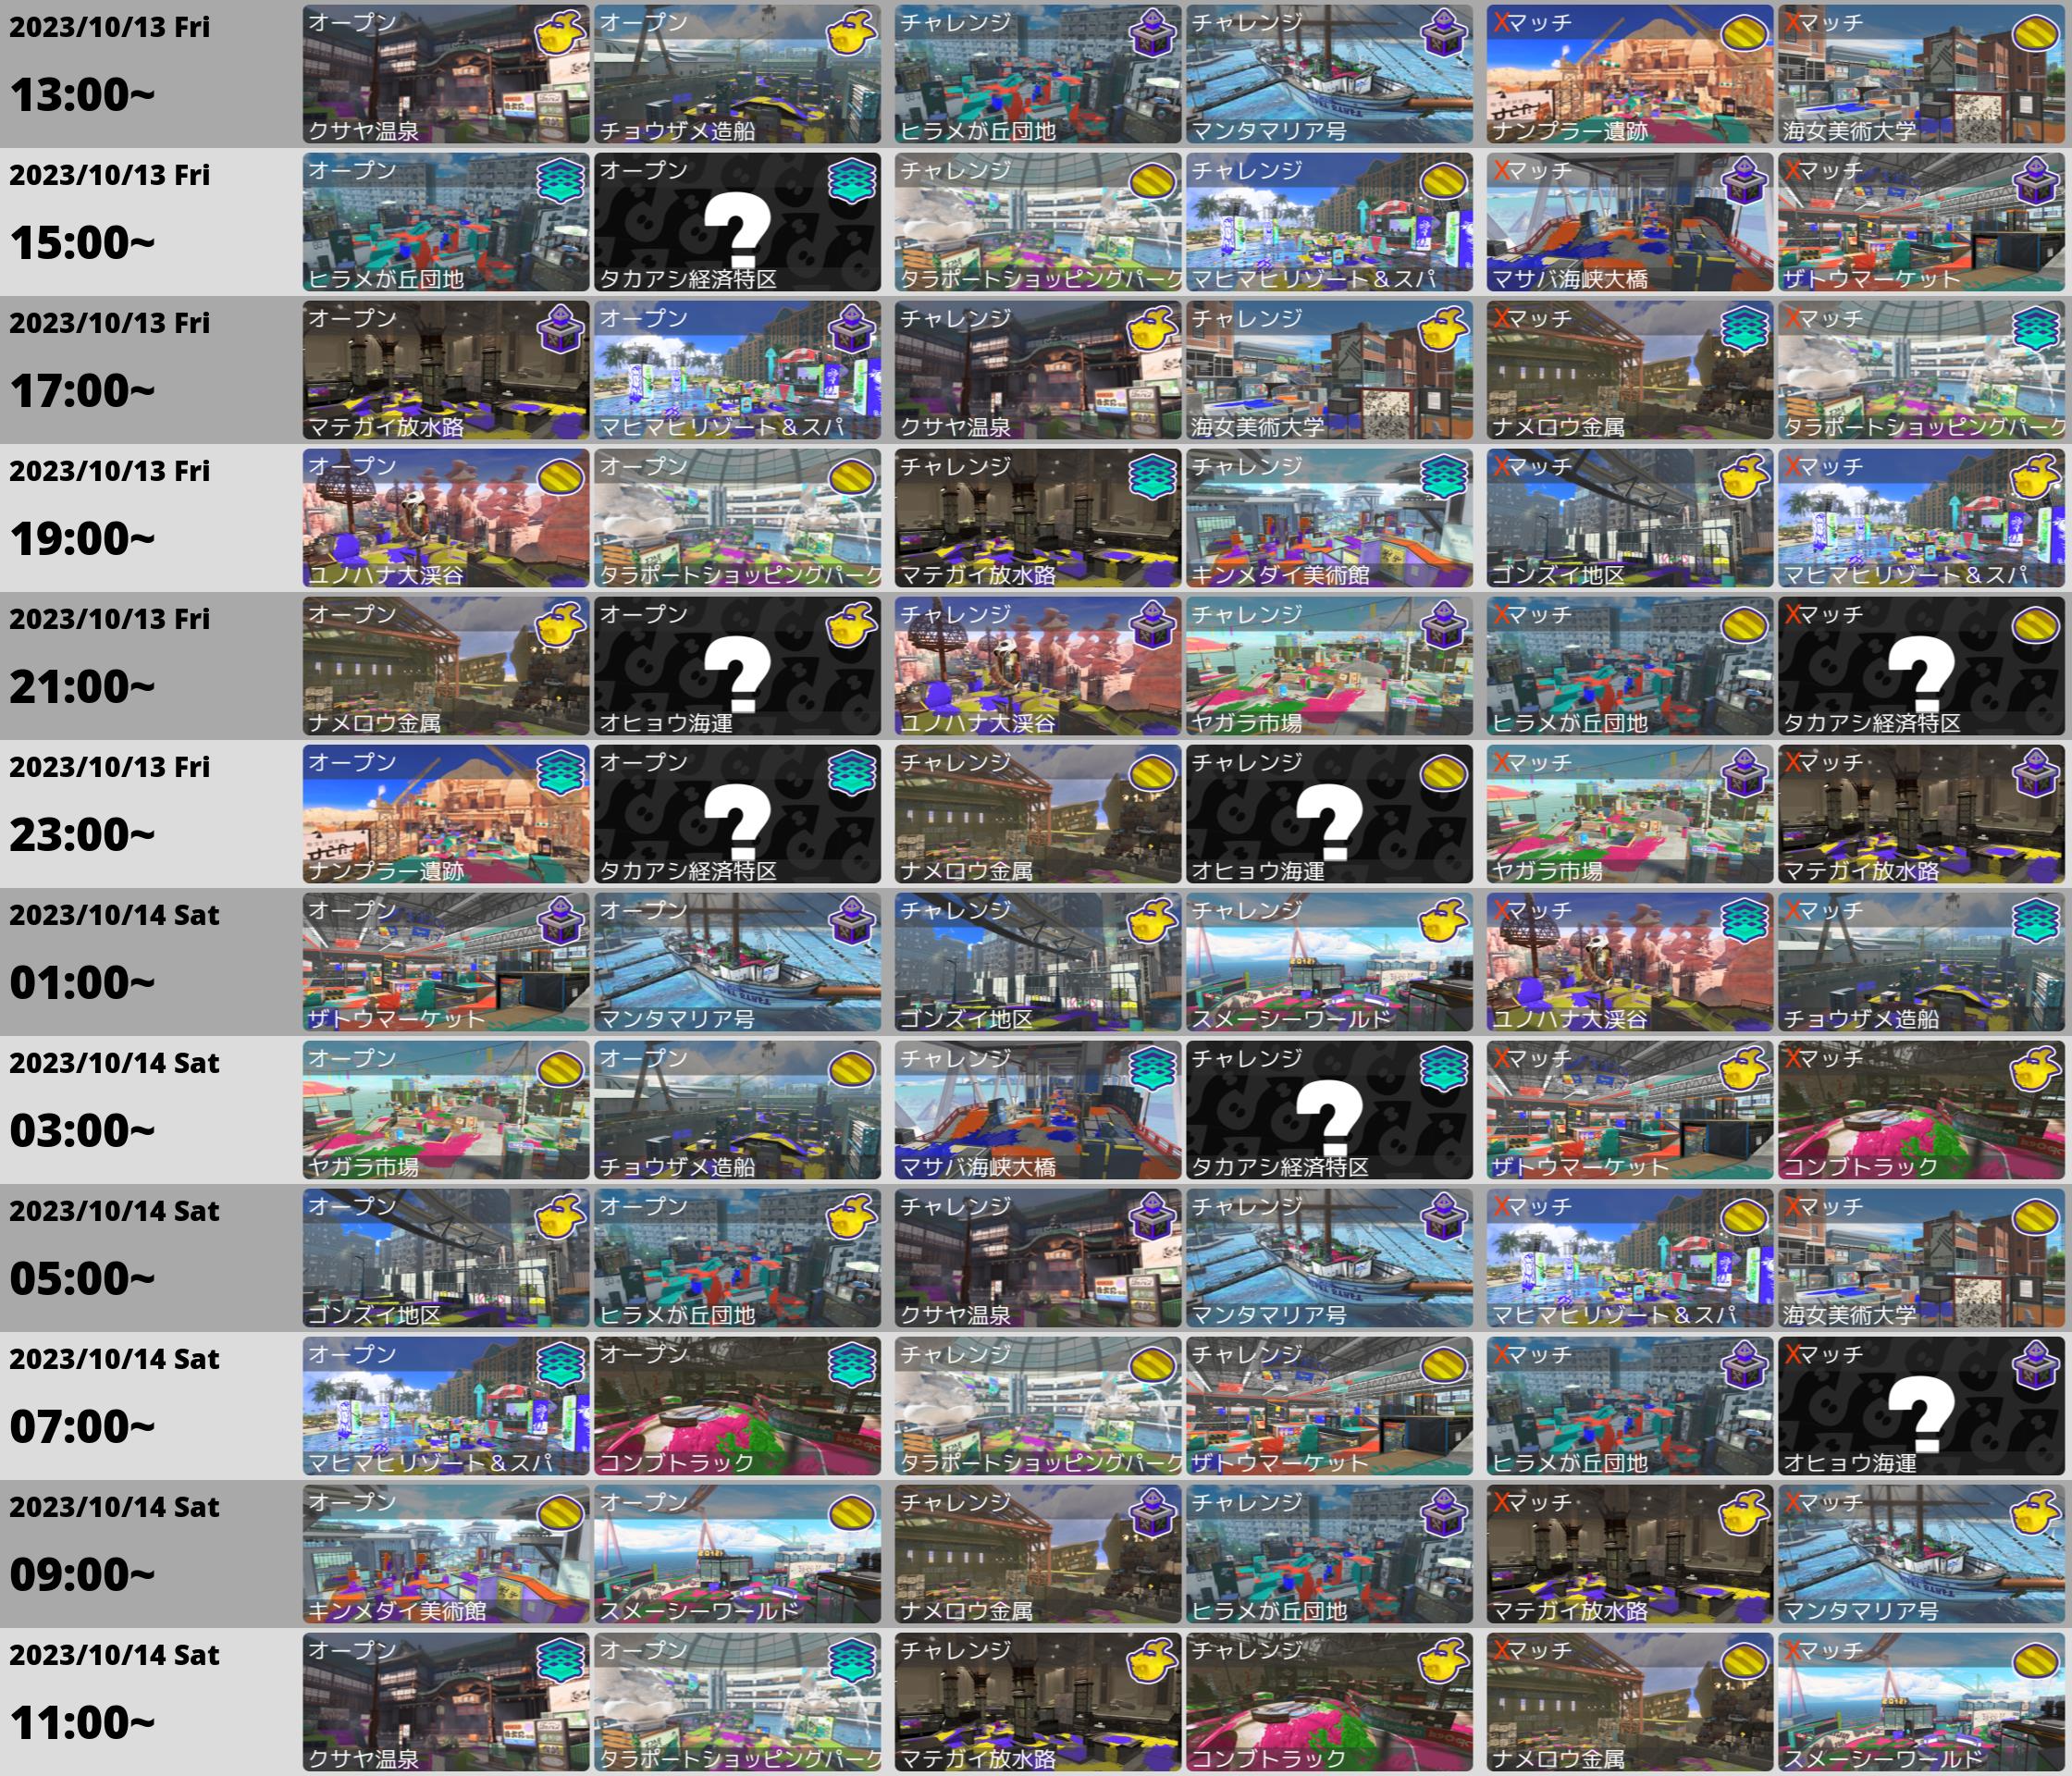 2023/10/13 Fri
13:00~
オープン
クサヤ温泉
オープン
チョウザメ造船
チャレンジ
ヒラメが丘団地
チャレンジ
マンタマリア号
Xマッチ
ナンプラー遺跡
Xマッチ
海女美術大学
2023/10/13 Fri
15:00~
オープン
ヒラメが丘団地
オープン
?
タカアシ経済特区
チャレンジ
タラポートショッピングパーク
チャレンジ
マヒマヒリゾート&スパ
Xマッチ
マサバ海峡大橋
Xマッチ
ザトウマーケット
2023/10/13 Fri
17:00~
オープン
マテガイ放水路
オープン
マヒマヒリゾート&スパ
チャレンジ
クサヤ温泉
チャレンジ
海女美術大学
Xマッチ
ナメロウ金属
Xマッチ
タラポートショッピングパーク
2023/10/13 Fri
19:00~
オープン
ユノハナ大渓谷
オープン
タラポートショッピングパーク
チャレンジ
マテガイ放水路
チャレンジ
キンメダイ美術館
Xマッチ
ゴンズイ地区
Xマッチ
マヒマヒリゾート&スパ
2023/10/13 Fri
21:00~
オープン
ナメロウ金属
オープン
?
オヒョウ海運
チャレンジ
ユノハナ大渓谷
チャレンジ
ヤガラ市場
Xマッチ
ヒラメが丘団地
Xマッチ
?
タカアシ経済特区
2023/10/13 Fri
23:00~
オープン
ナンプラー遺跡
オープン
?
タカアシ経済特区
チャレンジ
ナメロウ金属
チャレンジ
?
オヒョウ海運
Xマッチ
ヤガラ市場
Xマッチ
マテガイ放水路
2023/10/14 Sat
01:00~
オープン
ザトウマーケット
オープン
マンタマリア号
チャレンジ
ゴンズイ地区
チャレンジ
スメーシーワールド
Xマッチ
ユノハナ大渓谷
Xマッチ
チョウザメ造船
2023/10/14 Sat
03:00~
オープン
ヤガラ市場
オープン
チョウザメ造船
チャレンジ
マサバ海峡大橋
チャレンジ
?
タカアシ経済特区
Xマッチ
ザトウマーケット
Xマッチ
コンブトラック
2023/10/14 Sat
05:00~
オープン
ゴンズイ地区
オープン
ヒラメが丘団地
チャレンジ
クサヤ温泉
チャレンジ
マンタマリア号
Xマッチ
マヒマヒリゾート&スパ
Xマッチ
海女美術大学
2023/10/14 Sat
07:00~
オープン
マヒマヒリゾート&スパ
オープン
コンブトラック
チャレンジ
タラポートショッピングパーク
チャレンジ
ザトウマーケット
Xマッチ
ヒラメが丘団地
Xマッチ
?
オヒョウ海運
2023/10/14 Sat
09:00~
オープン
キンメダイ美術館
オープン
スメーシーワールド
チャレンジ
ナメロウ金属
チャレンジ
ヒラメが丘団地
Xマッチ
マテガイ放水路
Xマッチ
マンタマリア号
2023/10/14 Sat
11:00~
オープン
クサヤ温泉
オープン
タラポートショッピングパーク
チャレンジ
マテガイ放水路
チャレンジ
コンブトラック
Xマッチ
ナメロウ金属
Xマッチ
スメーシーワールド